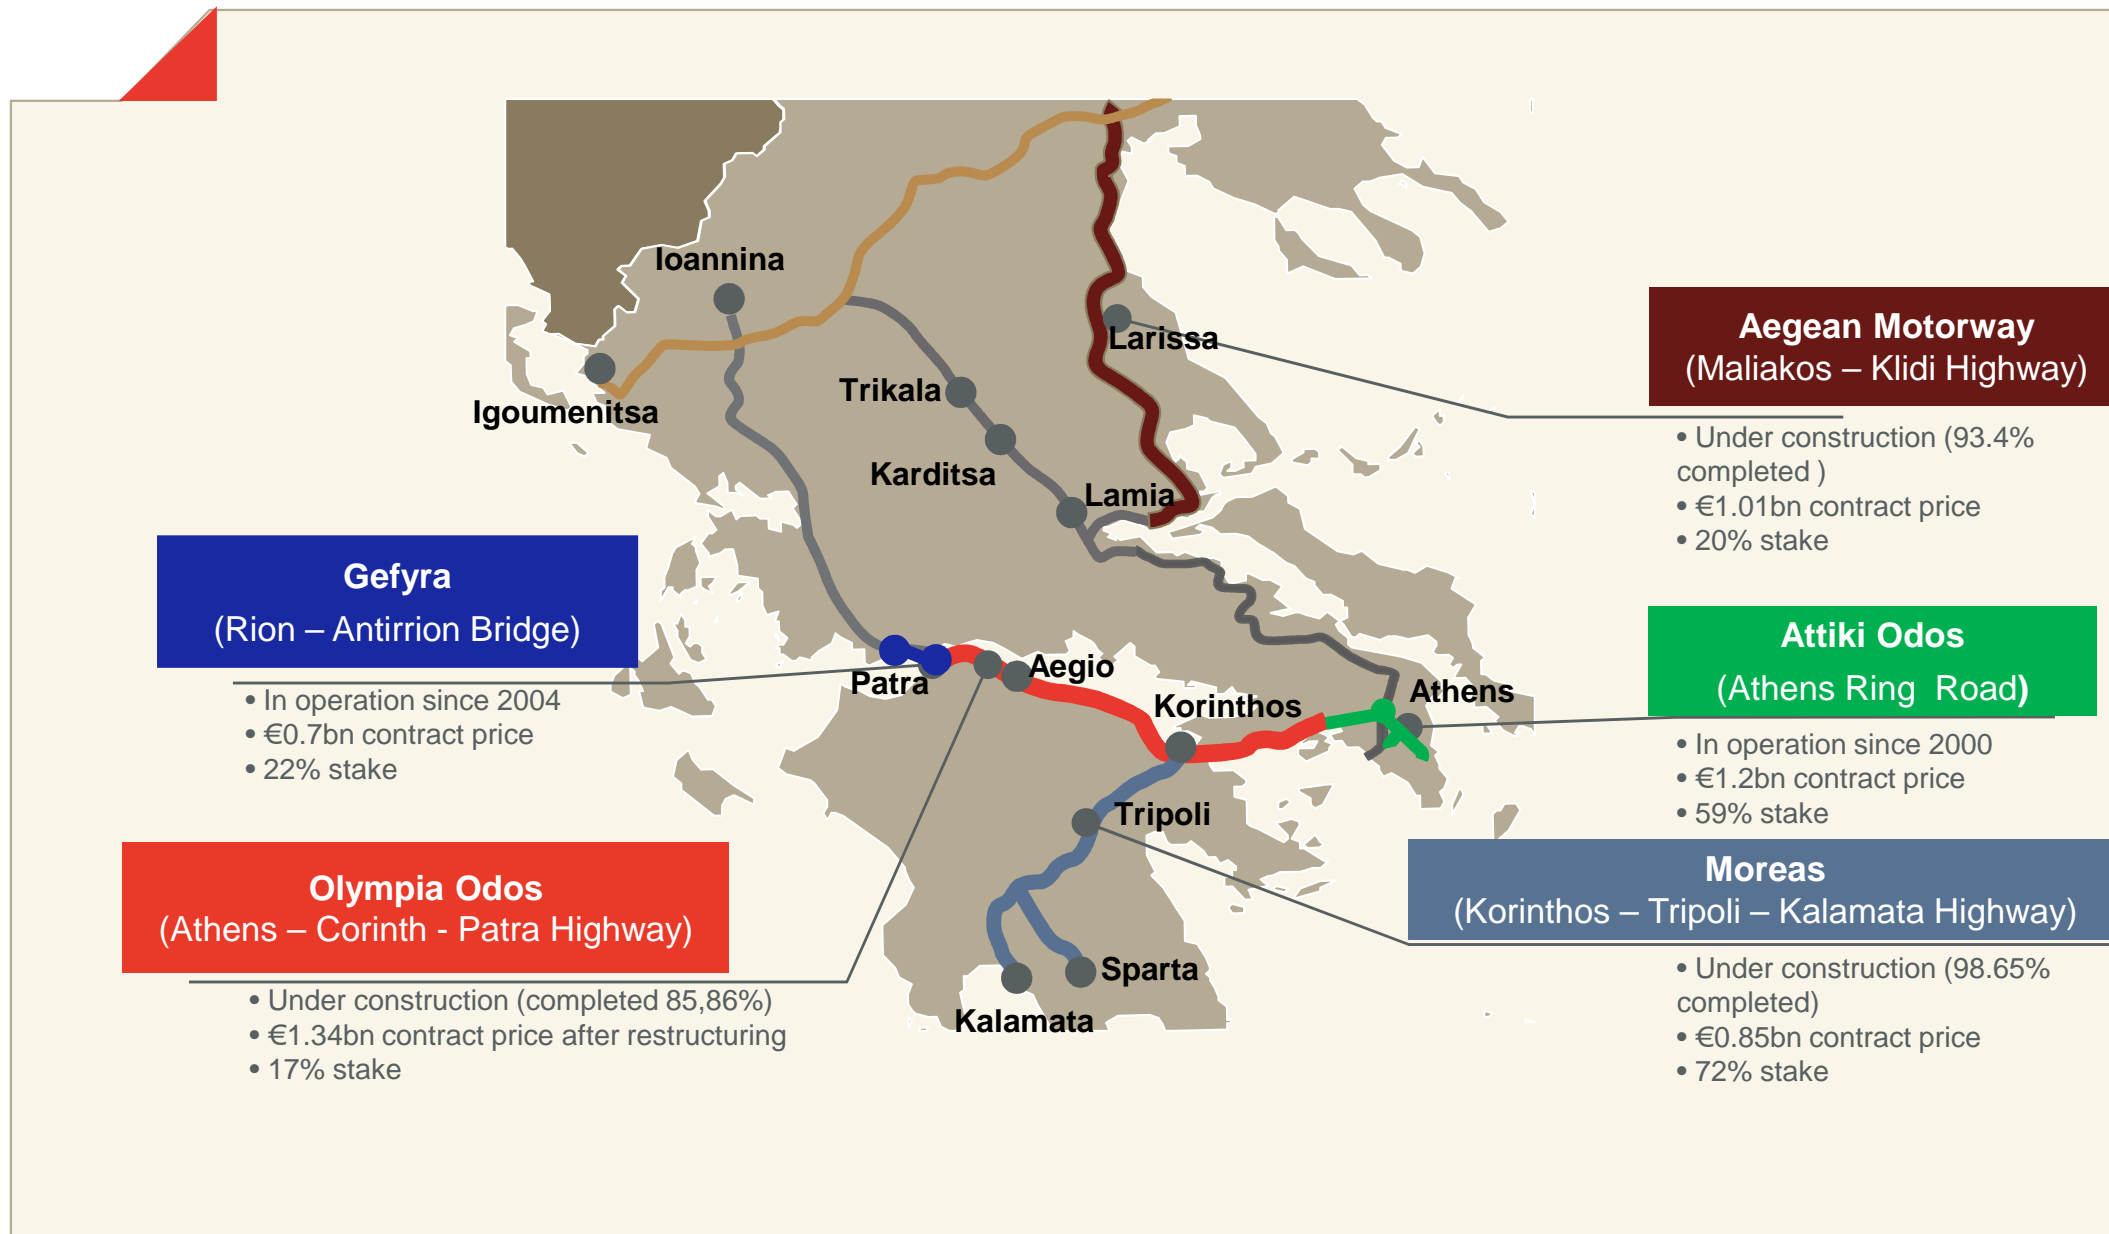 Ioannina
Igoumenitsa
Larissa
Trikala
Karditsa
Lamia
Patra
Aegio
Korinthos
Athens
Tripoli
Sparta
Kalamata
Aegean Motorway
(Maliakos – Klidi Highway)
• Under construction (93.4%
completed )
• €1.01bn contract price
• 20% stake
Gefyra
(Rion – Antirrion Bridge)
• In operation since 2004
• €0.7bn contract price
• 22% stake
Attiki Odos
(Athens Ring  Road)
• In operation since 2000
• €1.2bn contract price
• 59% stake
Olympia Odos
(Athens – Corinth - Patra Highway)
• Under construction (completed 85,86%)
• €1.34bn contract price after restructuring
• 17% stake
Moreas
(Korinthos – Tripoli – Kalamata Highway)
• Under construction (98.65%
completed)
• €0.85bn contract price
• 72% stake